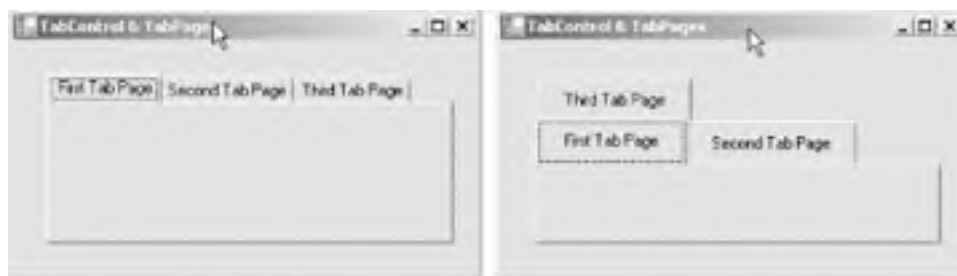 TabControl & TabPages
First Tab Page Second Tab Page Third Tab Page
TabControl & TabPages
Third Tab Page
First Tab Page Second Tab Page